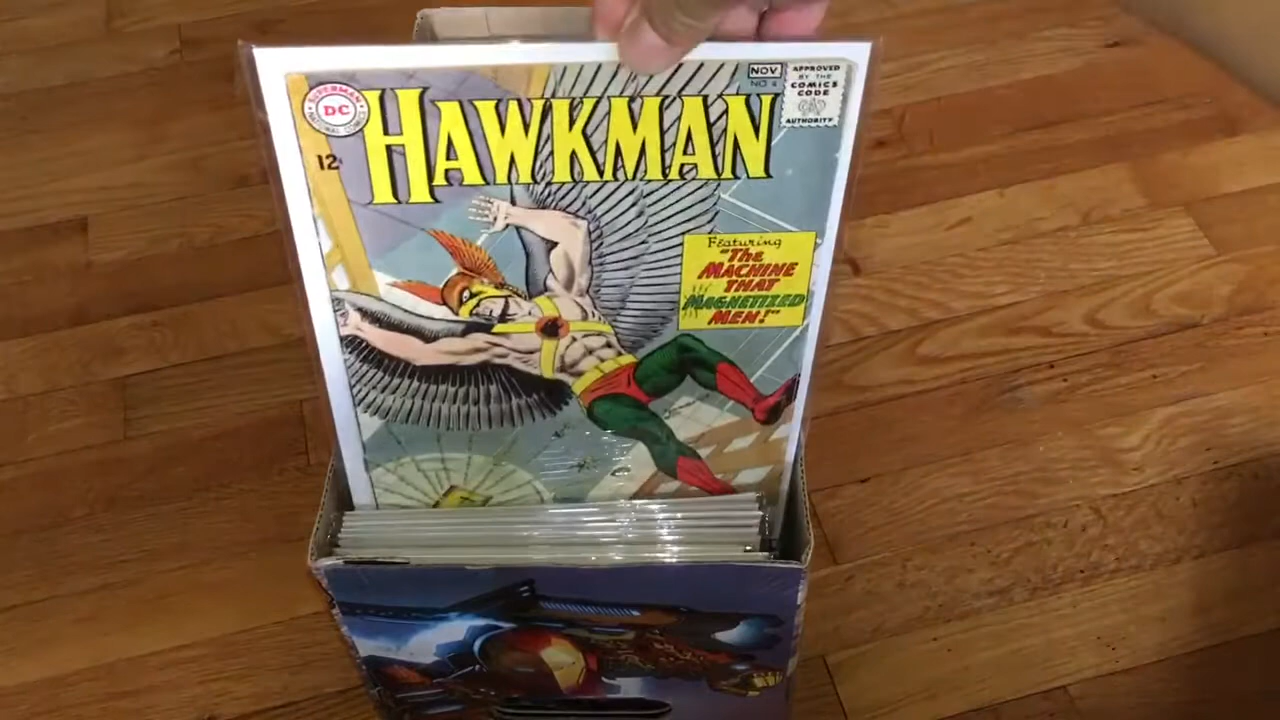 SUPERMAN
DC
NATIONAL COMICS
12¢
HAWKMAN
NOV
NO 4
APPROVED
BY THE
COMICS
CODE
CA
AUTHORITY
Featuring
"The
MACHINE
THAT
MAGNETIZED
MEN!"